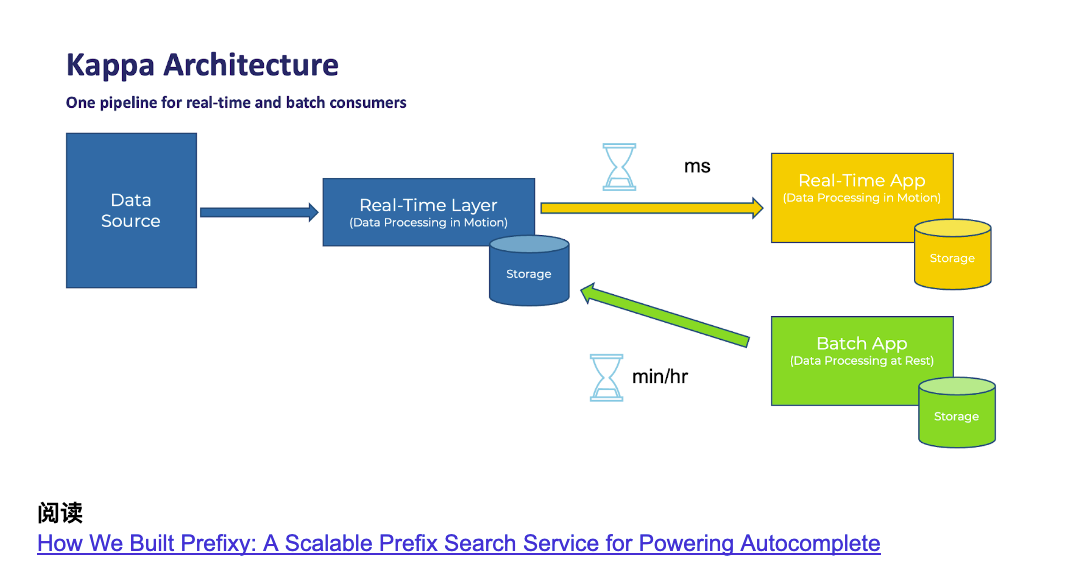 Kappa Architecture
One pipeline for real-time and batch consumers
Data
Source
Real-Time Layer
(Data Processing in Motion)
Storage
ms
Real-Time App
(Data Processing in Motion)
Storage
min/hr
Batch App
(Data Processing at Rest)
Storage
阅读
How We Built Prefixy: A Scalable Prefix Search Service for Powering Autocomplete